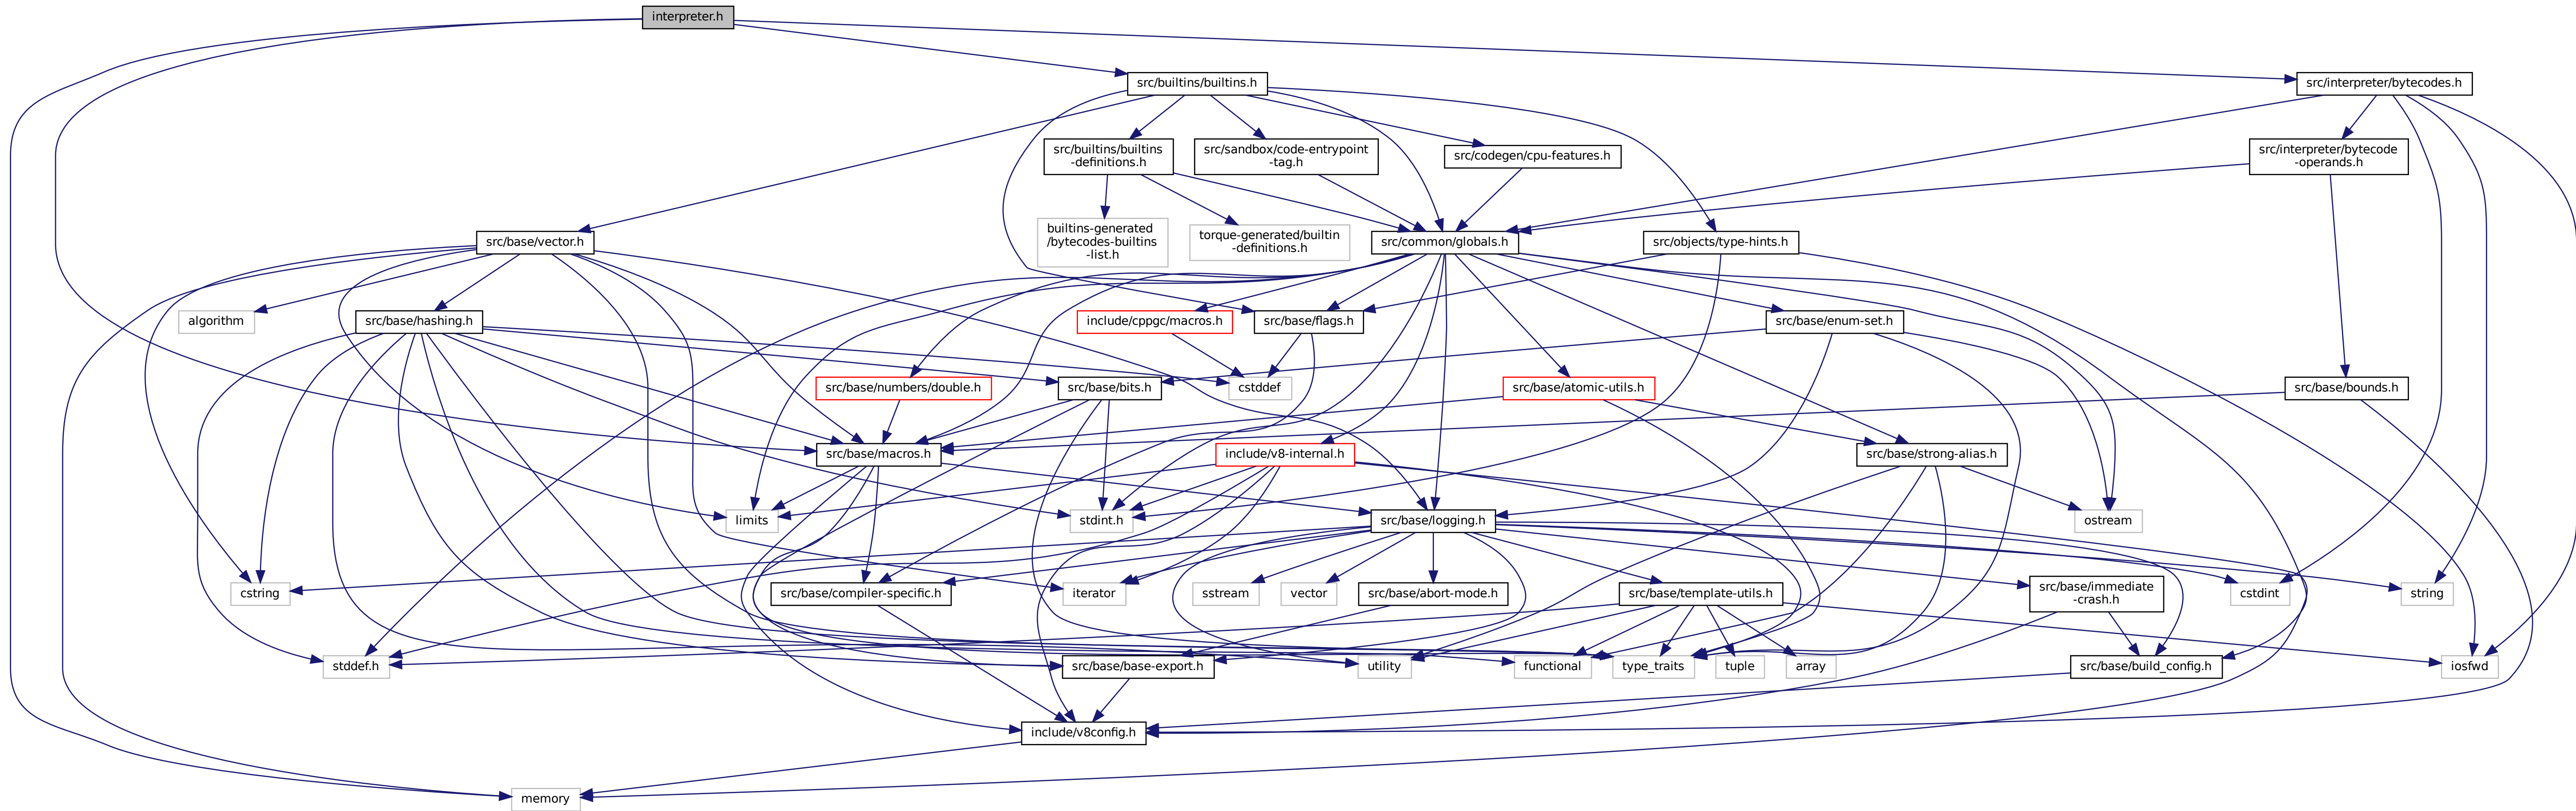 interpreter.h
src/builtins/builtins.h
src/interpreter/bytecodes.h
src/builtins/builtins
-definitions.h
src/sandbox/code-entrypoint
-tag.h
src/codegen/cpu-features.h
src/interpreter/bytecode
-operands.h
builtins-generated
/bytecodes-builtins
-list.h
torque-generated/builtin
-definitions.h
src/base/vector.h
src/common/globals.h
src/objects/type-hints.h
algorithm
src/base/hashing.h
include/cppgc/macros.h
src/base/flags.h
src/base/enum-set.h
src/base/numbers/double.h
src/base/bits.h
cstddef
src/base/atomic-utils.h
src/base/bounds.h
src/base/macros.h
include/v8-internal.h
src/base/strong-alias.h
limits
stdint.h
src/base/logging.h
ostream
cstring
src/base/compiler-specific.h
iterator
sstream
vector
src/base/abort-mode.h
src/base/template-utils.h
src/base/immediate
-crash.h
cstdint
string
stddef.h
src/base/base-export.h
utility
functional
type_traits
tuple
array
src/base/build_config.h
iosfwd
include/v8config.h
memory